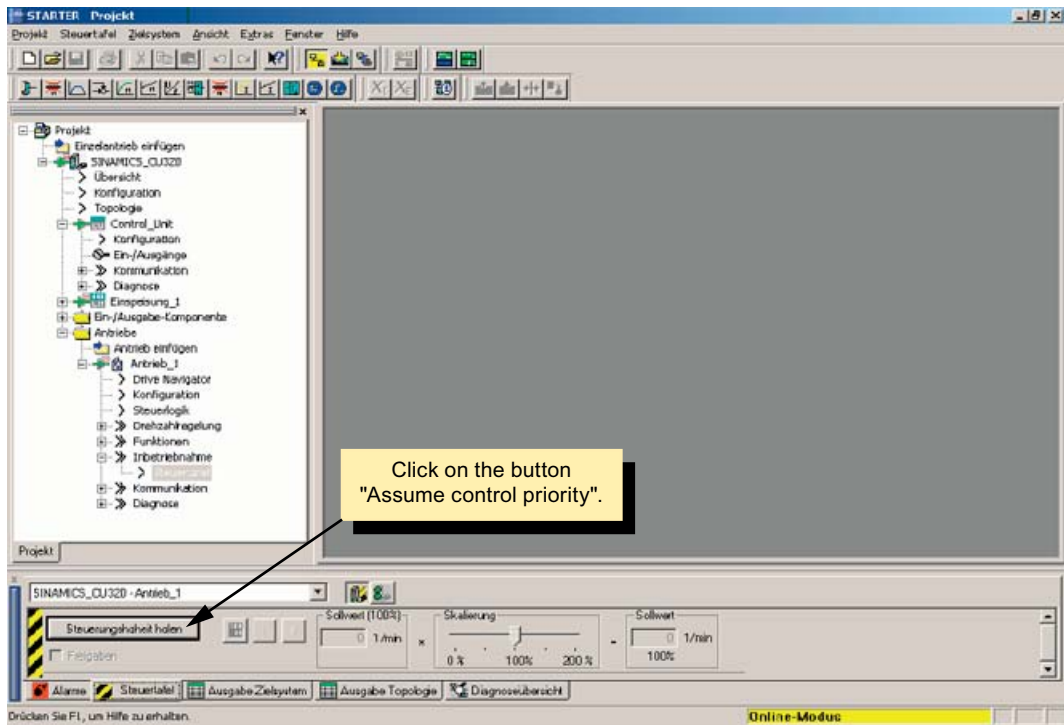 STARTER Projekt
Projekt Steuertafel Zielsystem Ansicht Extras Fenster Hilfe
Projekt
Einzelantrieb einfügen
SINAMICS_CU320
Übersicht
Konfiguration
Topologie
Control_Unit
Konfiguration
Ein-/Ausgänge
Kommunikation
Diagnose
Einspeisung_1
Ein-/Ausgabe-Komponente
Antriebe
Antrieb einfügen
Antrieb_1
Drive Navigator
Konfiguration
Steuerlogik
Drehzahlregelung
Funktionen
Inbetriebnahme
Steuertafel
Kommunikation
Diagnose
Click on the button
"Assume control priority".
Projekt
SINAMICS_CU320 - Antrieb_1
Steuerungshoheit holen
Freigaben
Sollwert (100%)
0 1/min
×
Skalierung
0 % 100% 200 %
=
Sollwert
0 1/min
100%
Alarme Steuertafel Ausgabe Zielsystem Ausgabe Topologie Diagnoseübersicht
Drücken Sie F1, um Hilfe zu erhalten.
Online-Modus